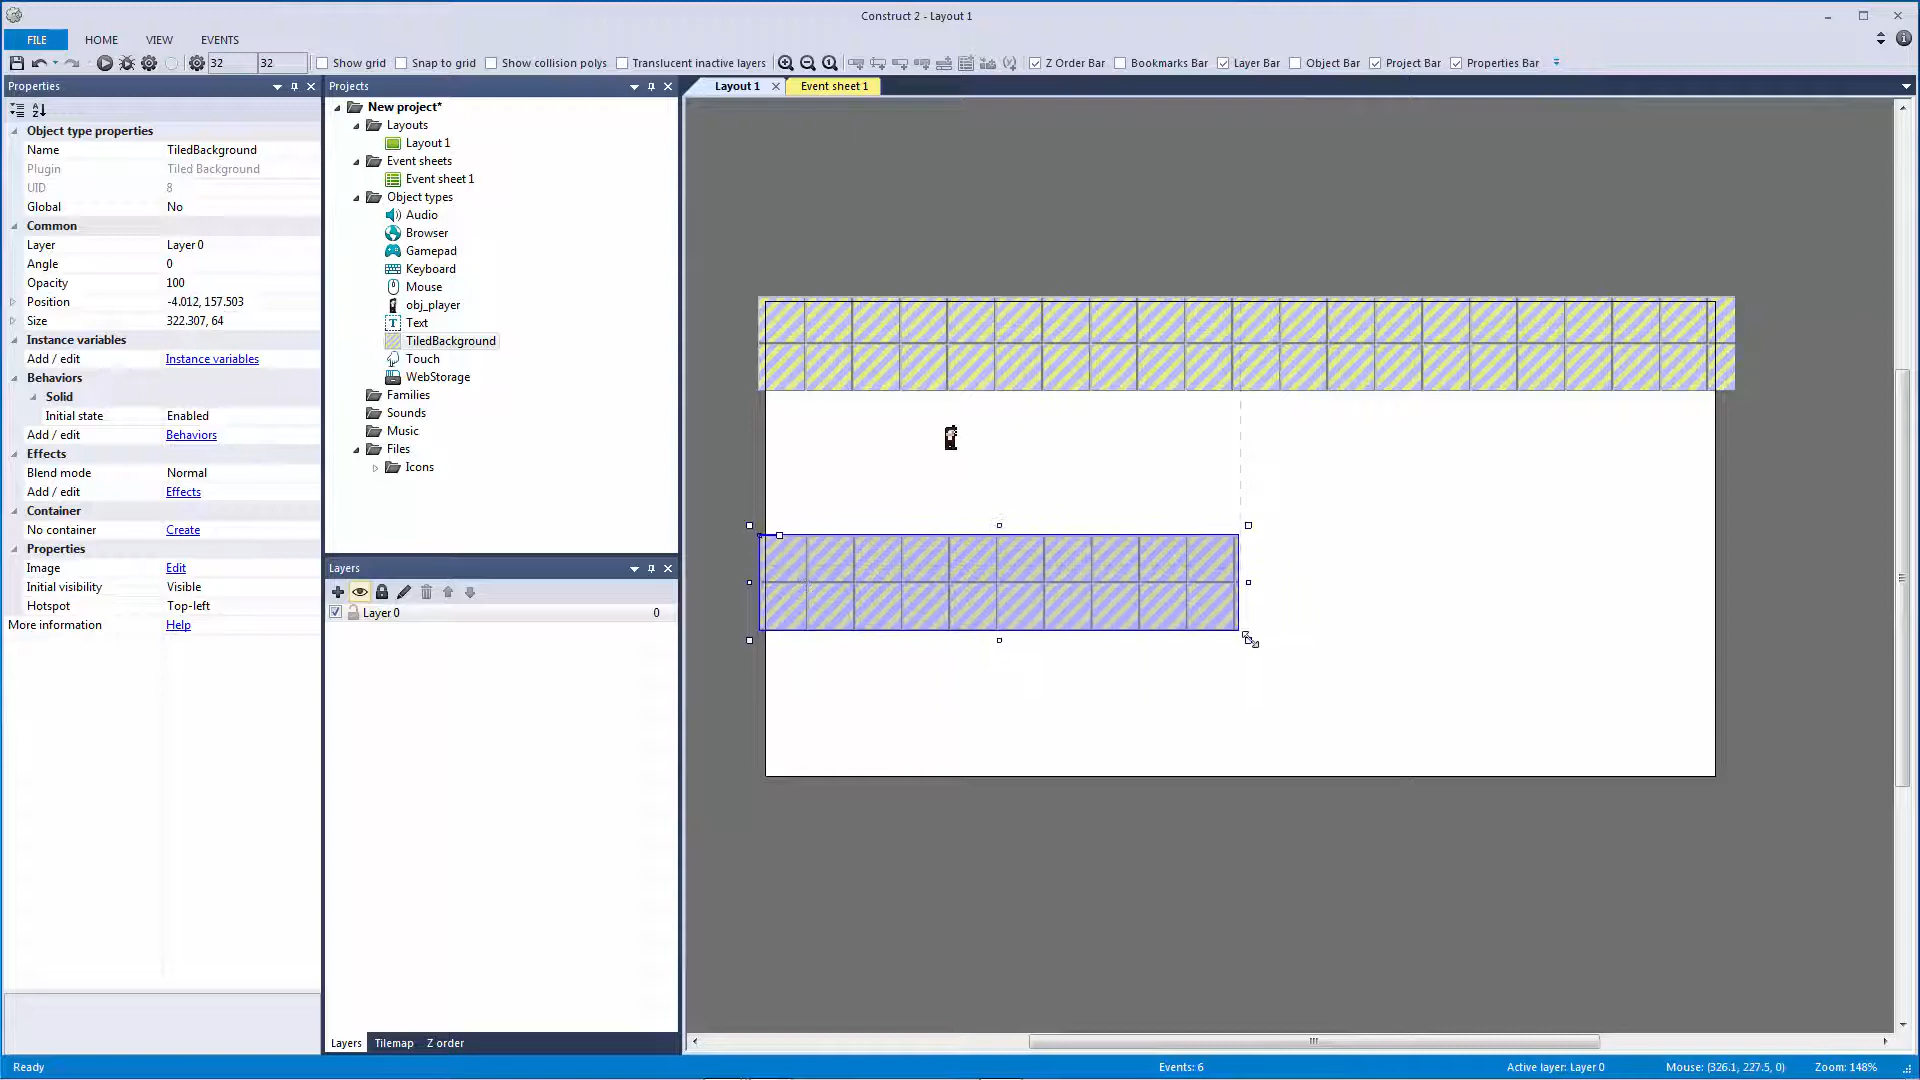 Construct 2 - Layout 1
FILE HOME VIEW EVENTS
32 32 Show grid Snap to grid Show collision polys Translucent inactive layers Z Order Bar Bookmarks Bar Layer Bar Object Bar Project Bar Properties Bar
Properties
Object type properties
Name TiledBackground
Plugin Tiled Background
UID 8
Global No
Common
Layer Layer 0
Angle 0
Opacity 100
Position -4.012, 157.503
Size 322.307, 64
Instance variables
Add / edit Instance variables
Behaviors
Solid
Initial state Enabled
Add / edit Behaviors
Effects
Blend mode Normal
Add / edit Effects
Container
No container Create
Properties
Image Edit
Initial visibility Visible
Hotspot Top-left
More information Help
Projects
New project*
Layouts
Layout 1
Event sheets
Event sheet 1
Object types
Audio
Browser
Gamepad
Keyboard
Mouse
obj_player
Text
TiledBackground
Touch
WebStorage
Families
Sounds
Music
Files
Icons
Layers
Layer 0 0
Layers Tilemap Z order
Layout 1 Event sheet 1
Ready Events: 6 Active layer: Layer 0 Mouse: (326.1, 227.5, 0) Zoom: 148%